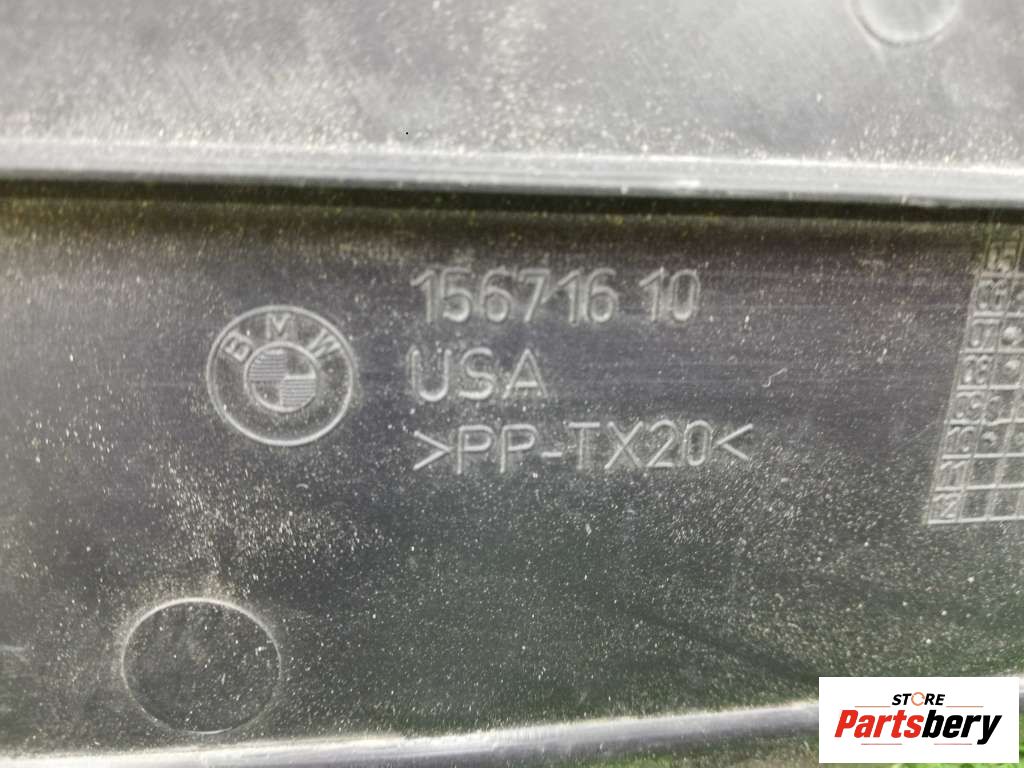 156716 10
BMW
USA
>PP-TX20<
STORE
Partsbery